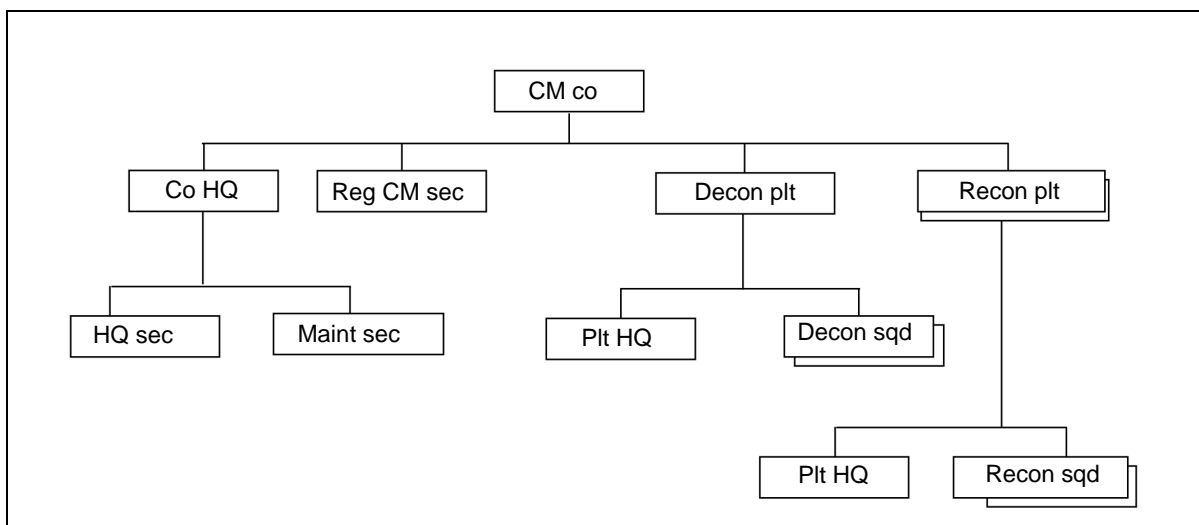 CM co
Co HQ
Reg CM sec
Decon plt
Recon plt
HQ sec
Maint sec
Plt HQ
Decon sqd
Plt HQ
Recon sqd